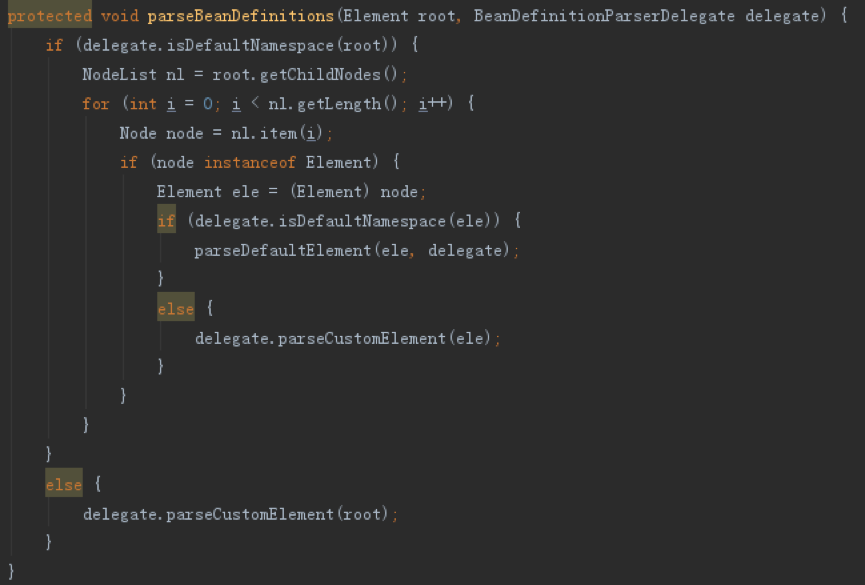 protected void parseBeanDefinitions(Element root, BeanDefinitionParserDelegate delegate) {
    if (delegate.isDefaultNamespace(root)) {
        NodeList nl = root.getChildNodes();
        for (int i = 0; i < nl.getLength(); i++) {
            Node node = nl.item(i);
            if (node instanceof Element) {
                Element ele = (Element) node;
                if (delegate.isDefaultNamespace(ele)) {
                    parseDefaultElement(ele, delegate);
                }
                else {
                    delegate.parseCustomElement(ele);
                }
            }
        }
    }
    else {
        delegate.parseCustomElement(root);
    }
}